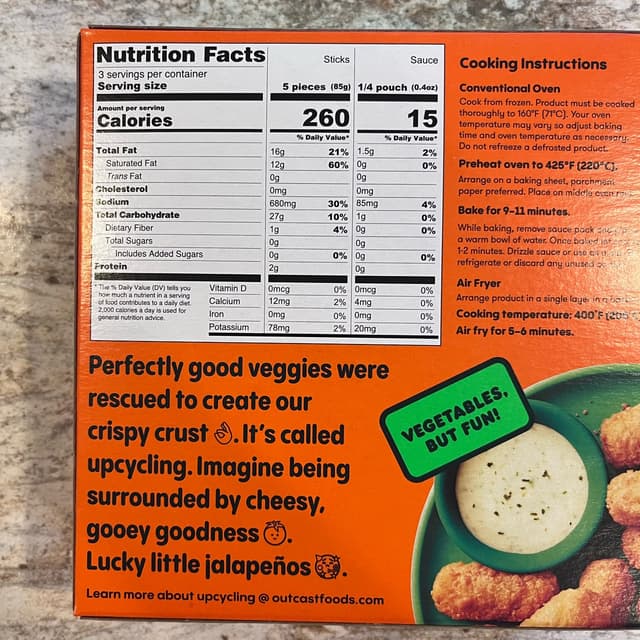 Nutrition Facts
3 servings per container
Serving size
Sticks Sauce
5 pieces (85g) 1/4 pouch (0.4oz)
Amount per serving
Calories 260 15
% Daily Value* % Daily Value*
Total Fat 16g 21% 1.5g 2%
Saturated Fat 12g 60% 0g 0%
Trans Fat 0g 0g
Cholesterol 0mg 0mg
Sodium 680mg 30% 85mg 4%
Total Carbohydrate 27g 10% 1g 0%
Dietary Fiber 1g 4% 0g 0%
Total Sugars 0g 0g
Includes Added Sugars 0g 0% 0g 0%
Protein 2g 0g
Vitamin D 0mcg 0% 0mcg 0%
Calcium 12mg 2% 4mg 0%
Iron 0mg 0% 0mg 0%
Potassium 78mg 2% 20mg 0%
*The % Daily Value (DV) tells you
how much a nutrient in a serving
of food contributes to a daily diet.
2,000 calories a day is used for
general nutrition advice.
Cooking Instructions
Conventional Oven
Cook from frozen. Product must be cooked
thoroughly to 160°F (71°C). Your oven
temperature may vary so adjust baking
time and oven temperature as necessary.
Do not refreeze a defrosted product.
Preheat oven to 425°F (220°C).
Arrange on a baking sheet, parchment
paper preferred. Place on middle oven
Bake for 9-11 minutes.
While baking, remove sauce pack
a warm bowl of water. Once baked
1-2 minutes. Drizzle sauce or use
refrigerate or discard any unused
Air Fryer
Arrange product in a single layer in
Cooking temperature: 400°F
Air fry for 5-6 minutes.
Perfectly good veggies were
rescued to create our
crispy crust 👌. It's called
upcycling. Imagine being
surrounded by cheesy,
gooey goodness.
Lucky little jalapeños.
Learn more about upcycling @ outcastfoods.com
VEGETABLES,
BUT FUN!